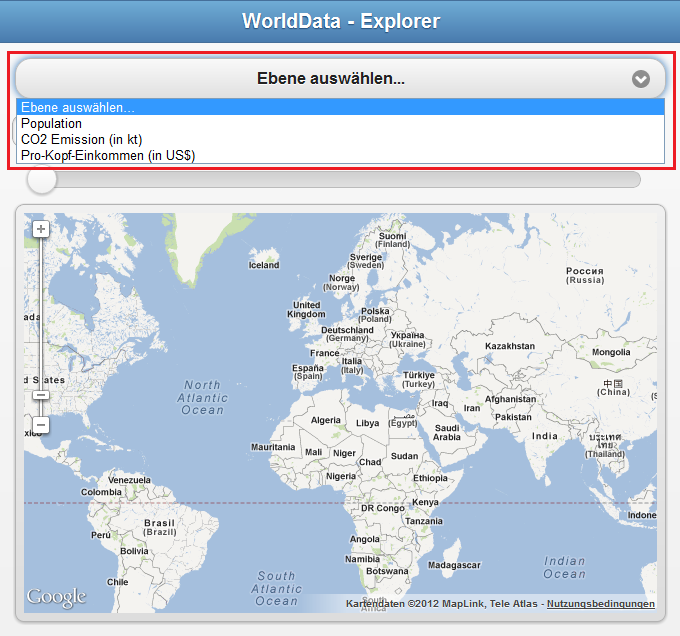 WorldData - Explorer
Ebene auswählen...
Ebene auswählen...
Population
CO2 Emission (in kt)
Pro-Kopf-Einkommen (in US$)
Suomi
(Finland)
Iceland
Sverige
(Sweden)
Россия
(Russia)
Norge
(Norway)
United
Kingdom
Polska
(Poland)
Deutschland
(Germany)
Україна
(Ukraine)
France
Kazakhstan
Mongolia
Italia
(Italy)
España
(Spain)
Türkiye
(Turkey)
中国
(China)
d States
North
Atlantic
Ocean
Iraq
Iran
Afghanistan
Pakistan
Algeria
Libya
(Egypt)
Saudi
Arabia
India
ประเทศ
ไทย
(Thailand)
Mauritania
Mali
Niger
Chad
Sudan
Nigeria
Ethiopia
Venezuela
Colombia
DR Congo
Kenya
Indone
Tanzania
Brasil
(Brazil)
Perú
Bolivia
Angola
Namibia
Botswana
Madagascar
Chile
South
Atlantic
Ocean
Indian
Ocean
Google
Kartendaten ©2012 MapLink, Tele Atlas - Nutzungsbedingungen